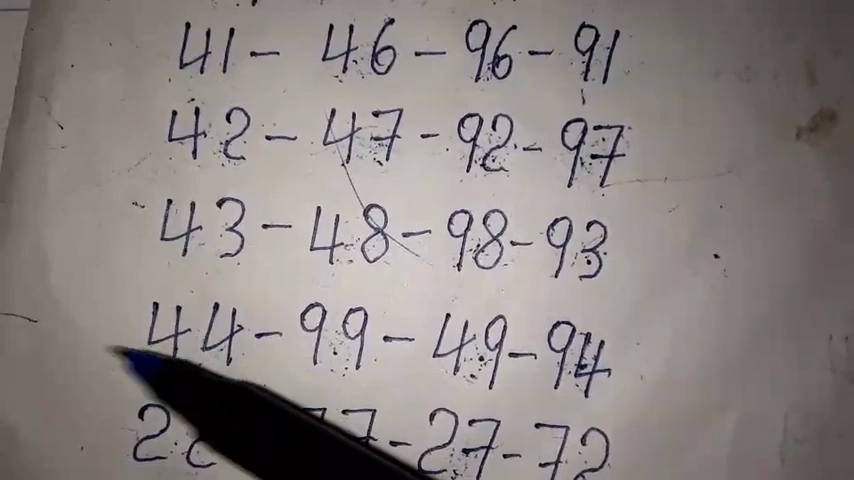 41 - 46 - 96 - 91
42 - 47 - 92 - 97
43 - 48 - 98 - 93
44 - 99 - 49 - 94
27 - 72